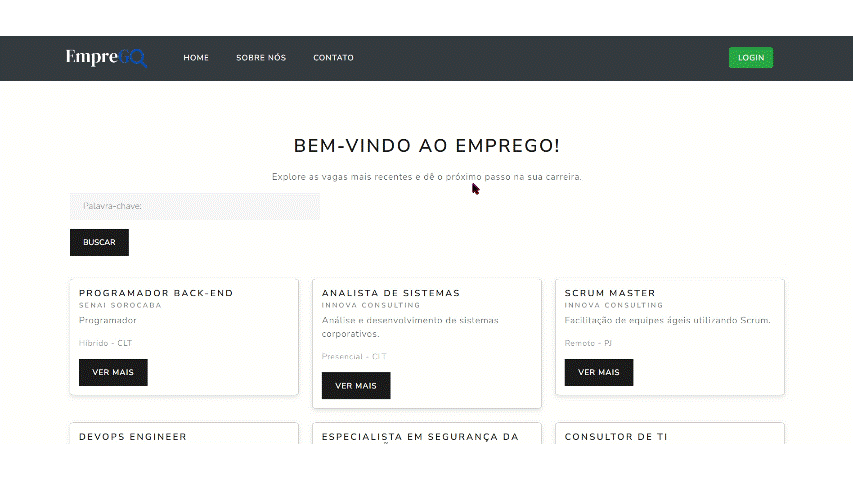 EmpreGO
HOME
SOBRE NÓS
CONTATO
LOGIN
BEM-VINDO AO EMPREGO!
Explore as vagas mais recentes e dê o próximo passo na sua carreira.
Palavra-chave:
BUSCAR
PROGRAMADOR BACK-END
SENAI SOROCABA
Programador
Híbrido - CLT
VER MAIS
ANALISTA DE SISTEMAS
INNOVA CONSULTING
Análise e desenvolvimento de sistemas
corporativos.
Presencial - CLT
VER MAIS
SCRUM MASTER
INNOVA CONSULTING
Facilitação de equipes ágeis utilizando Scrum.
Remoto - PJ
VER MAIS
DEVOPS ENGINEER
ESPECIALISTA EM SEGURANÇA DA
CONSULTOR DE TI